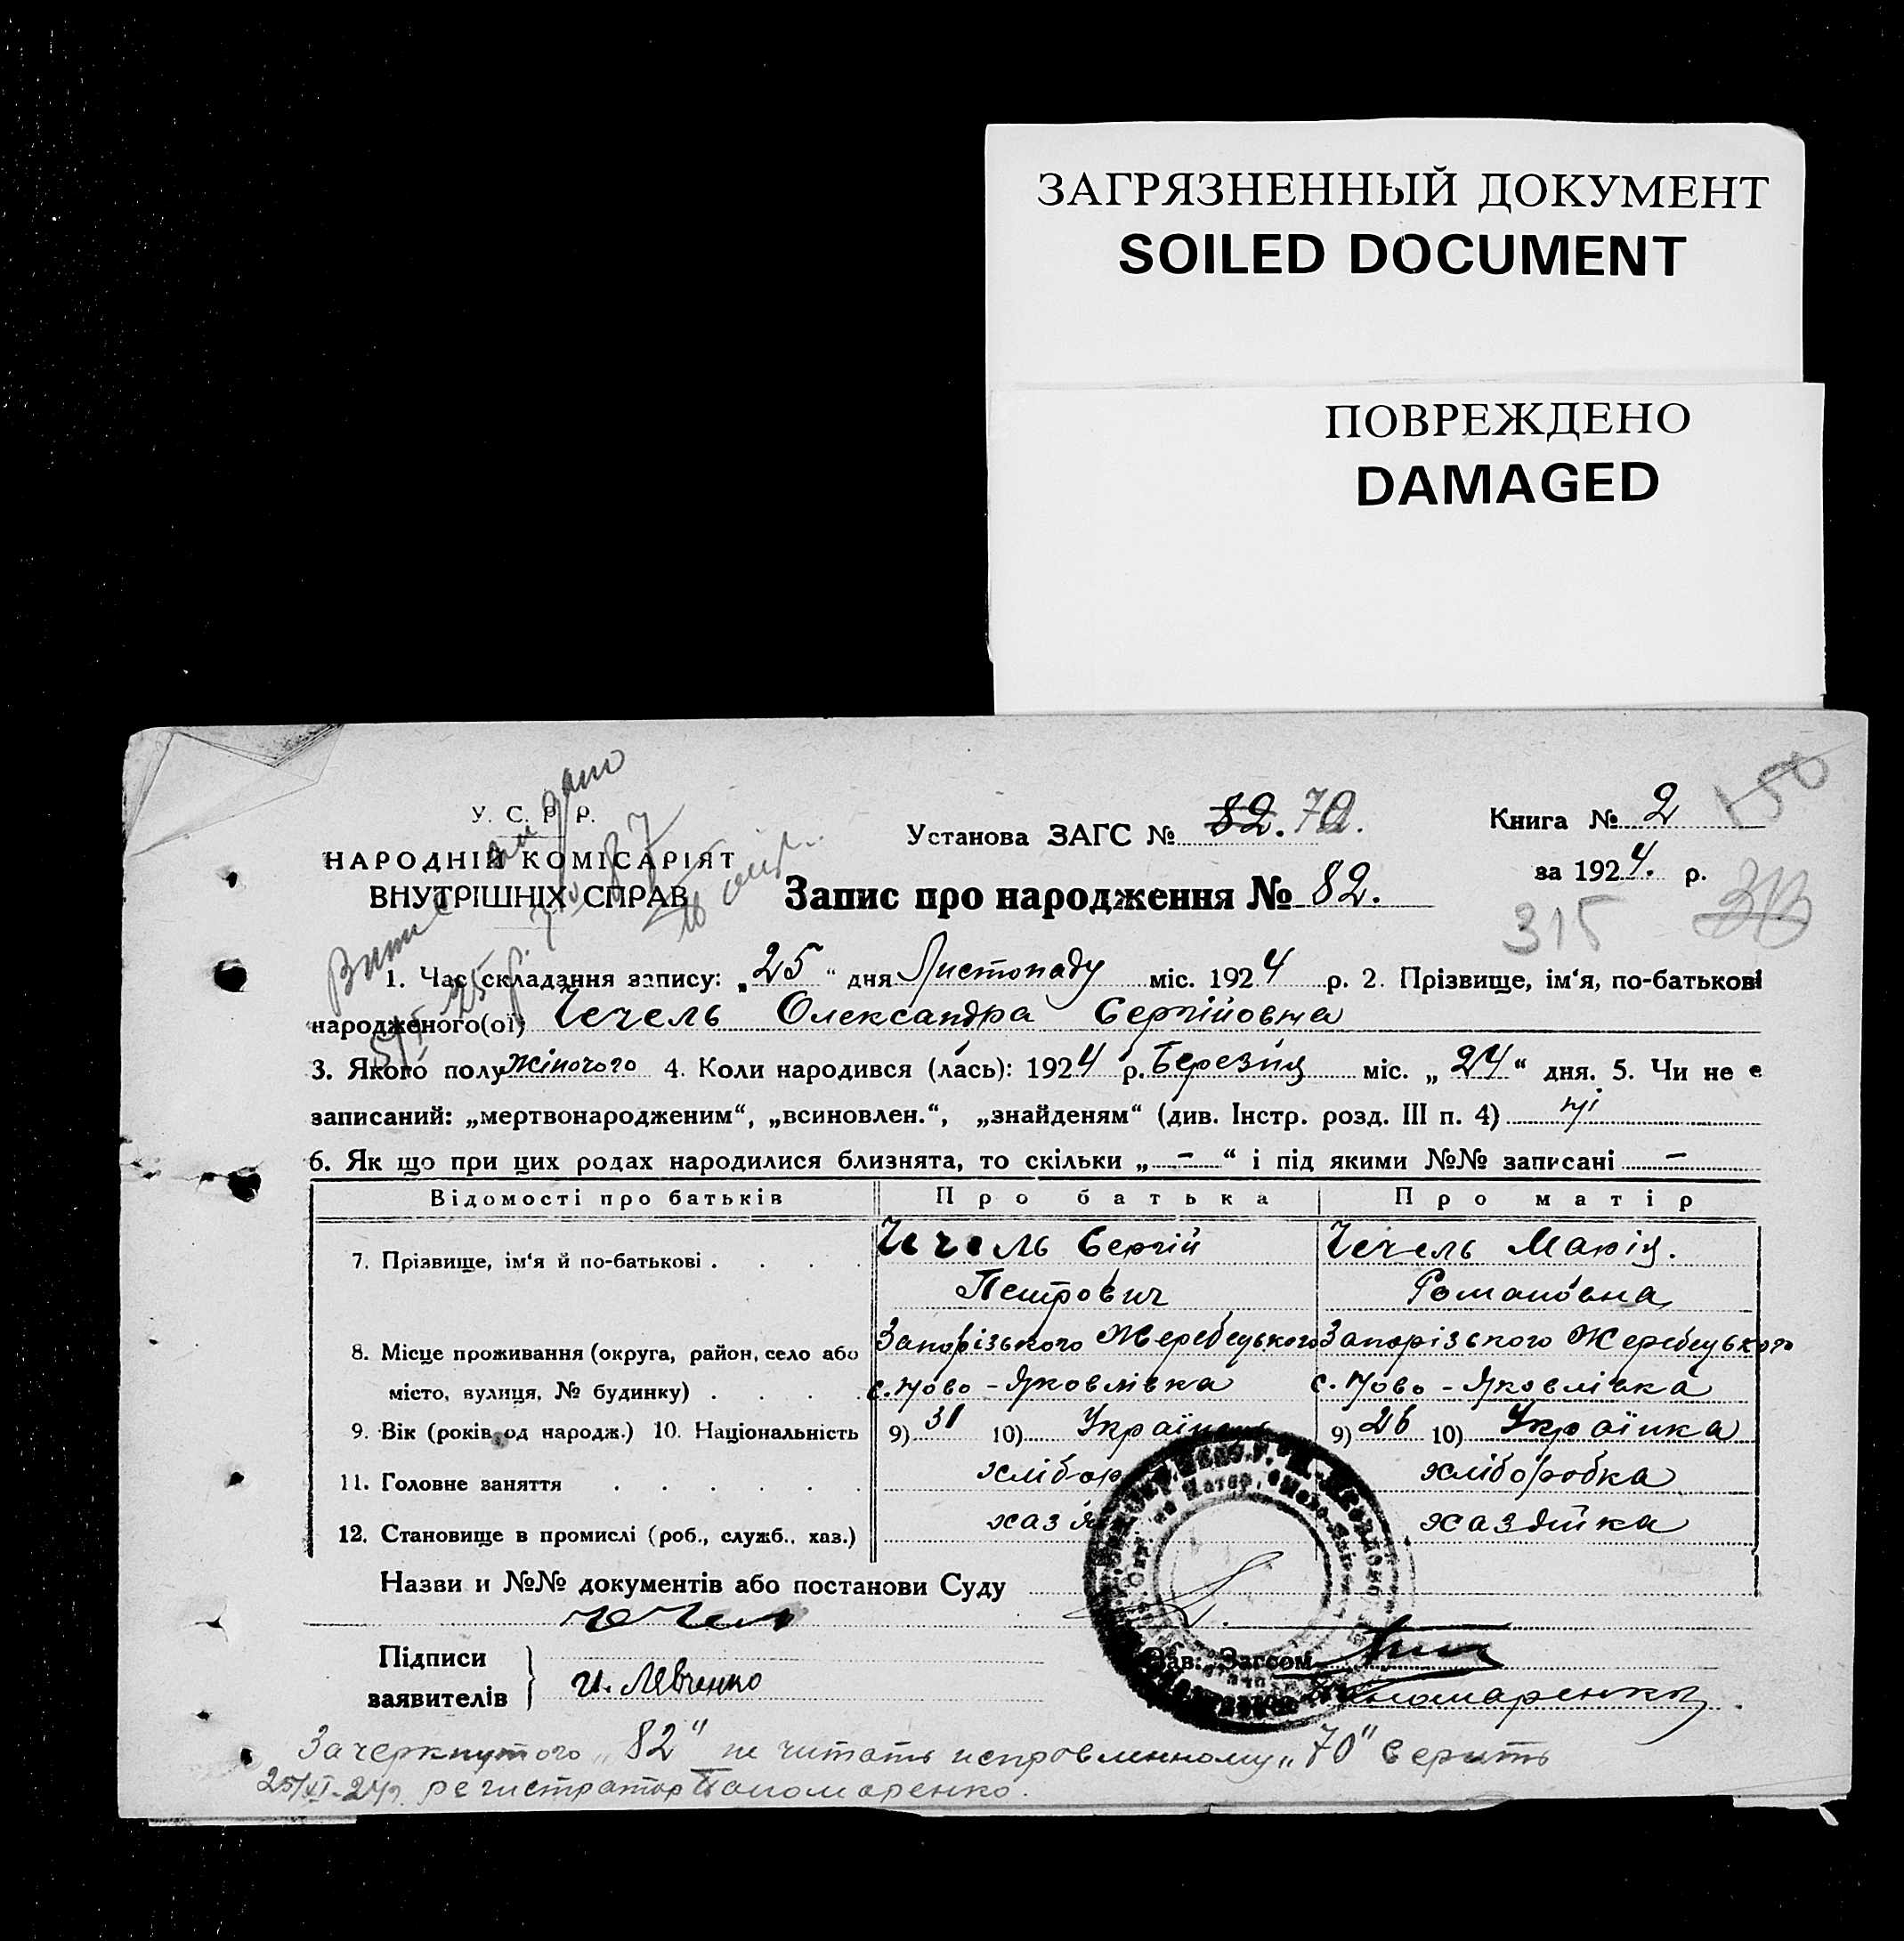 ЗАГРЯЗНЕННЫЙ ДОКУМЕНТ
SOILED DOCUMENT
ПОВРЕЖДЕНО
DAMAGED
У. С. Р. Р.
НАРОДНІЙ КОМІСАРІЯТ
ВНУТРІШНІХ СПРАВ
Установа ЗАГС № 82. 70.
Книга № 2
150
за 1924. р.
Запис про народження № 82.
315
1. Час складання запису: „25“ дня Листопаду міс. 1924 р. 2. Прізвище, ім‘я, по-батькові
народженого(ої) Чечель Олександра Сергійовна
3. Якого полу жіночого 4. Коли народився (лась): 1924 р. Березня міс. „24“ дня. 5. Чи не є
записаний: „мертвонародженим“, „всиновлен.“, „знайденям“ (див. Інстр. розд. III п. 4) ні
6. Як що при цих родах народилися близнята, то скільки „-“ і під якими №№ записані -
Відомості про батьків Про батька Про матір
7. Прізвище, ім‘я й по-батькові . . . . Чечель Сергій Чечель Марія.
Петрович Романовна
8. Місце проживання (округа, район, село або Запорізького Жеребецького Запорізького Жеребецького
місто, вулиця, № будинку) . . . . с. Ново-Яковлівка с. Ново-Яковлівка
9. Вік (років од народж.) 10. Національність 9) 31 10) 9) 26 10) Українка
11. Головне заняття . . . . . . хліборобка
12. Становище в промислі (роб., служб., хаз.) хазяйка
Назви и №№ документів або постанови Суду
Чечель
Підписи
заявителів
И. Левченко
Зав. Загсом
Пономаренко
Зачеркнутого „82“ не читать исправленному „70“ верить
25/XI-24р. регистратор Пономаренко.